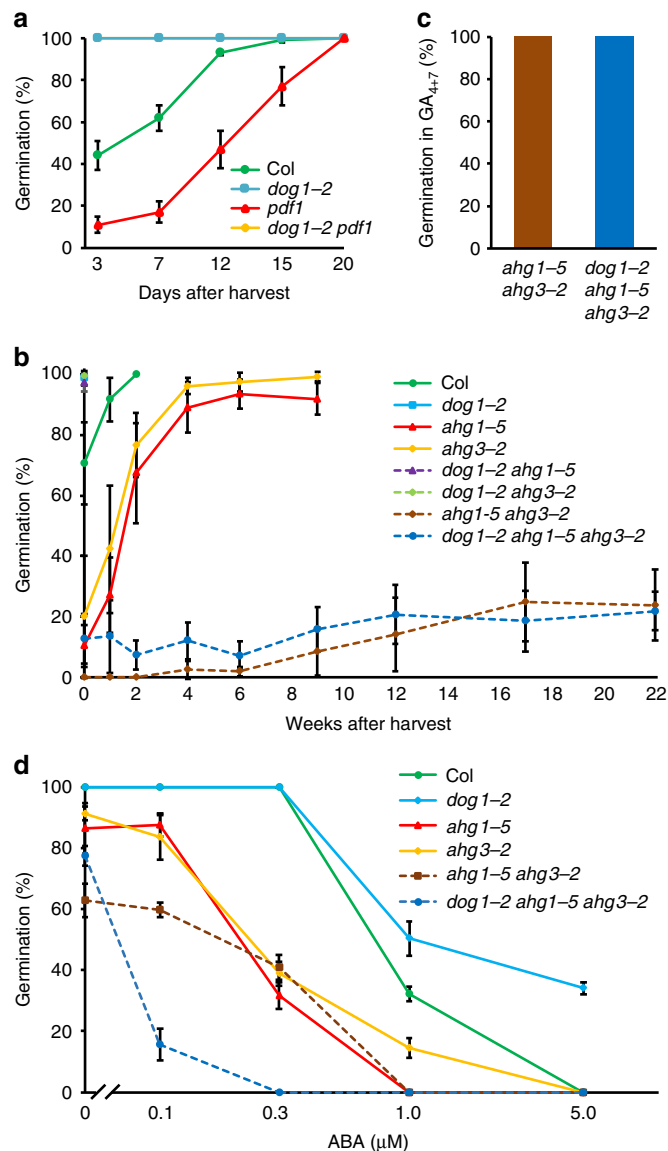 a
Germination (%)
100
80
60
40
20
0
3
7
12
15
20
Days after harvest
Col
dog1–2
pdf1
dog1–2 pdf1
c
Germination in GA4+7 (%)
100
80
60
40
20
0
ahg1–5
ahg3–2
dog1–2
ahg1–5
ahg3–2
b
Germination (%)
100
80
60
40
20
0
0
2
4
6
8
10
12
14
16
18
20
22
Weeks after harvest
Col
dog1–2
ahg1–5
ahg3–2
dog1–2 ahg1–5
dog1–2 ahg3–2
ahg1-5 ahg3–2
dog1–2 ahg1–5 ahg3–2
d
Germination (%)
100
80
60
40
20
0
0
0.1
0.3
1.0
5.0
ABA (μM)
Col
dog1–2
ahg1–5
ahg3–2
ahg1–5 ahg3–2
dog1–2 ahg1–5 ahg3–2